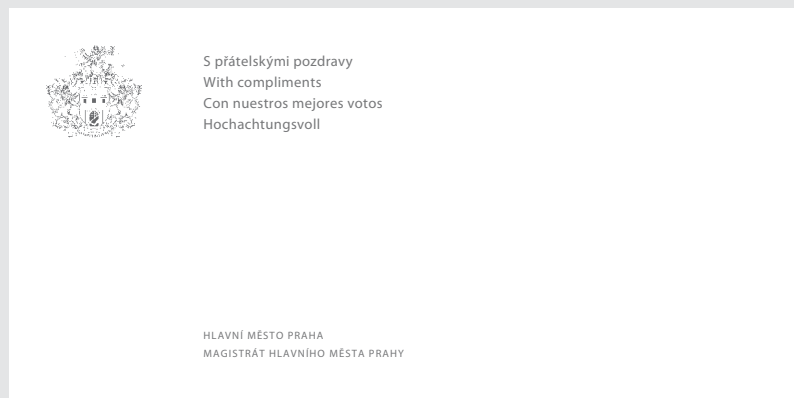 S přátelskými pozdravy
With compliments
Con nuestros mejores votos
Hochachtungsvoll
HLAVNÍ MĚSTO PRAHA
MAGISTRÁT HLAVNÍHO MĚSTA PRAHY